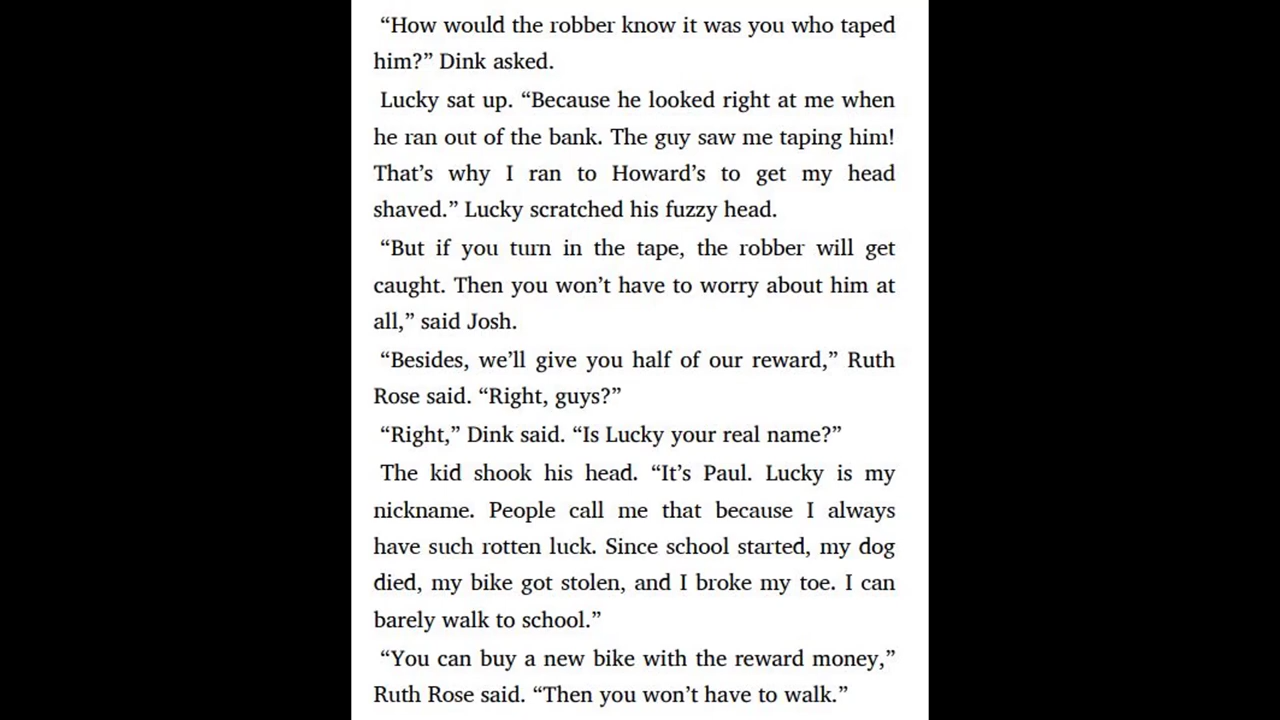 “How would the robber know it was you who taped
him?” Dink asked.
Lucky sat up. “Because he looked right at me when
he ran out of the bank. The guy saw me taping him!
That’s why I ran to Howard’s to get my head
shaved.” Lucky scratched his fuzzy head.
“But if you turn in the tape, the robber will get
caught. Then you won’t have to worry about him at
all,” said Josh.
“Besides, we’ll give you half of our reward,” Ruth
Rose said. “Right, guys?”
“Right,” Dink said. “Is Lucky your real name?”
The kid shook his head. “It’s Paul. Lucky is my
nickname. People call me that because I always
have such rotten luck. Since school started, my dog
died, my bike got stolen, and I broke my toe. I can
barely walk to school.”
“You can buy a new bike with the reward money,”
Ruth Rose said. “Then you won’t have to walk.”